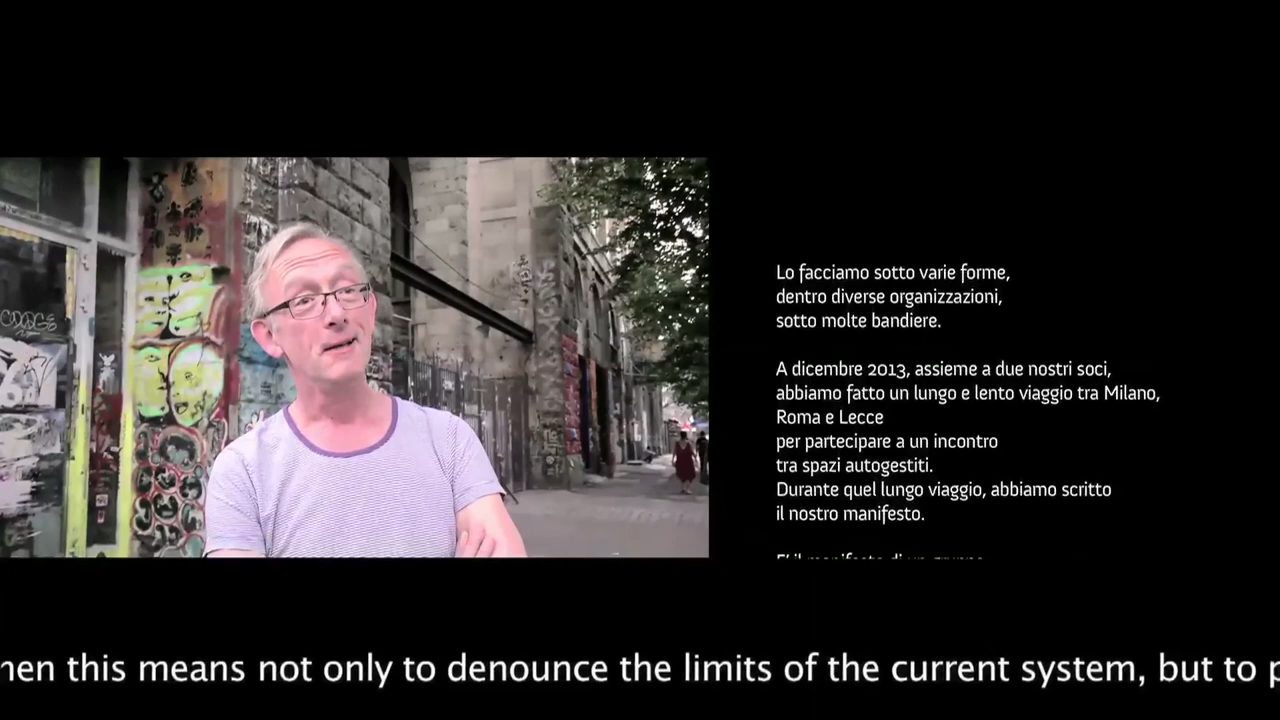 Lo facciamo sotto varie forme,
dentro diverse organizzazioni,
sotto molte bandiere.
A dicembre 2013, assieme a due nostri soci,
abbiamo fatto un lungo e lento viaggio tra Milano,
Roma e Lecce
per partecipare a un incontro
tra spazi autogestiti.
Durante quel lungo viaggio, abbiamo scritto
il nostro manifesto.
this means not only to denounce the limits of the current system, but to